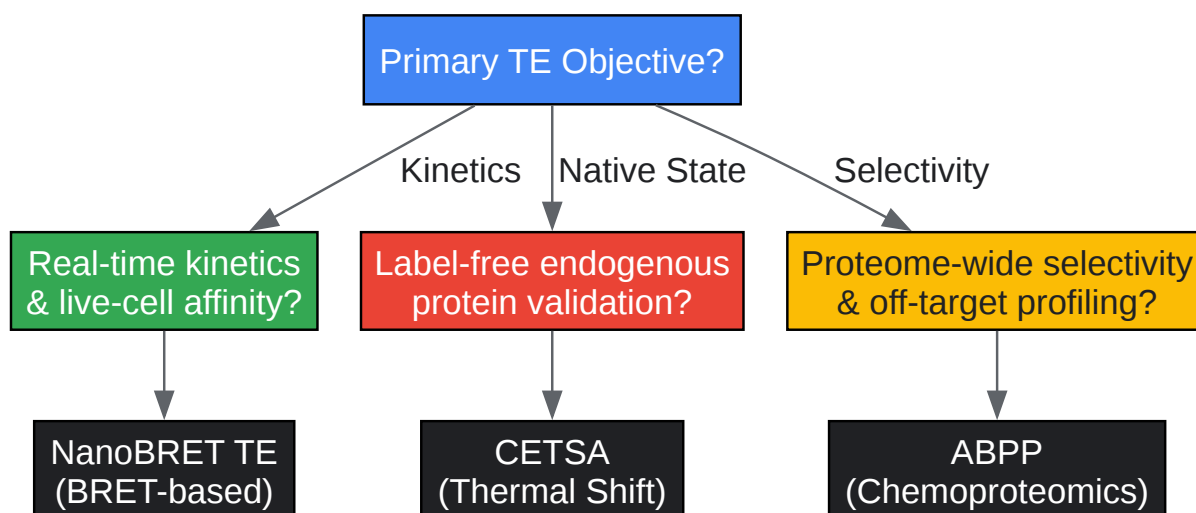 Primary TE Objective?
Kinetics
Native State
Selectivity
Real-time kinetics
& live-cell affinity?
Label-free endogenous
protein validation?
Proteome-wide selectivity
& off-target profiling?
NanoBRET TE
(BRET-based)
CETSA
(Thermal Shift)
ABPP
(Chemoproteomics)